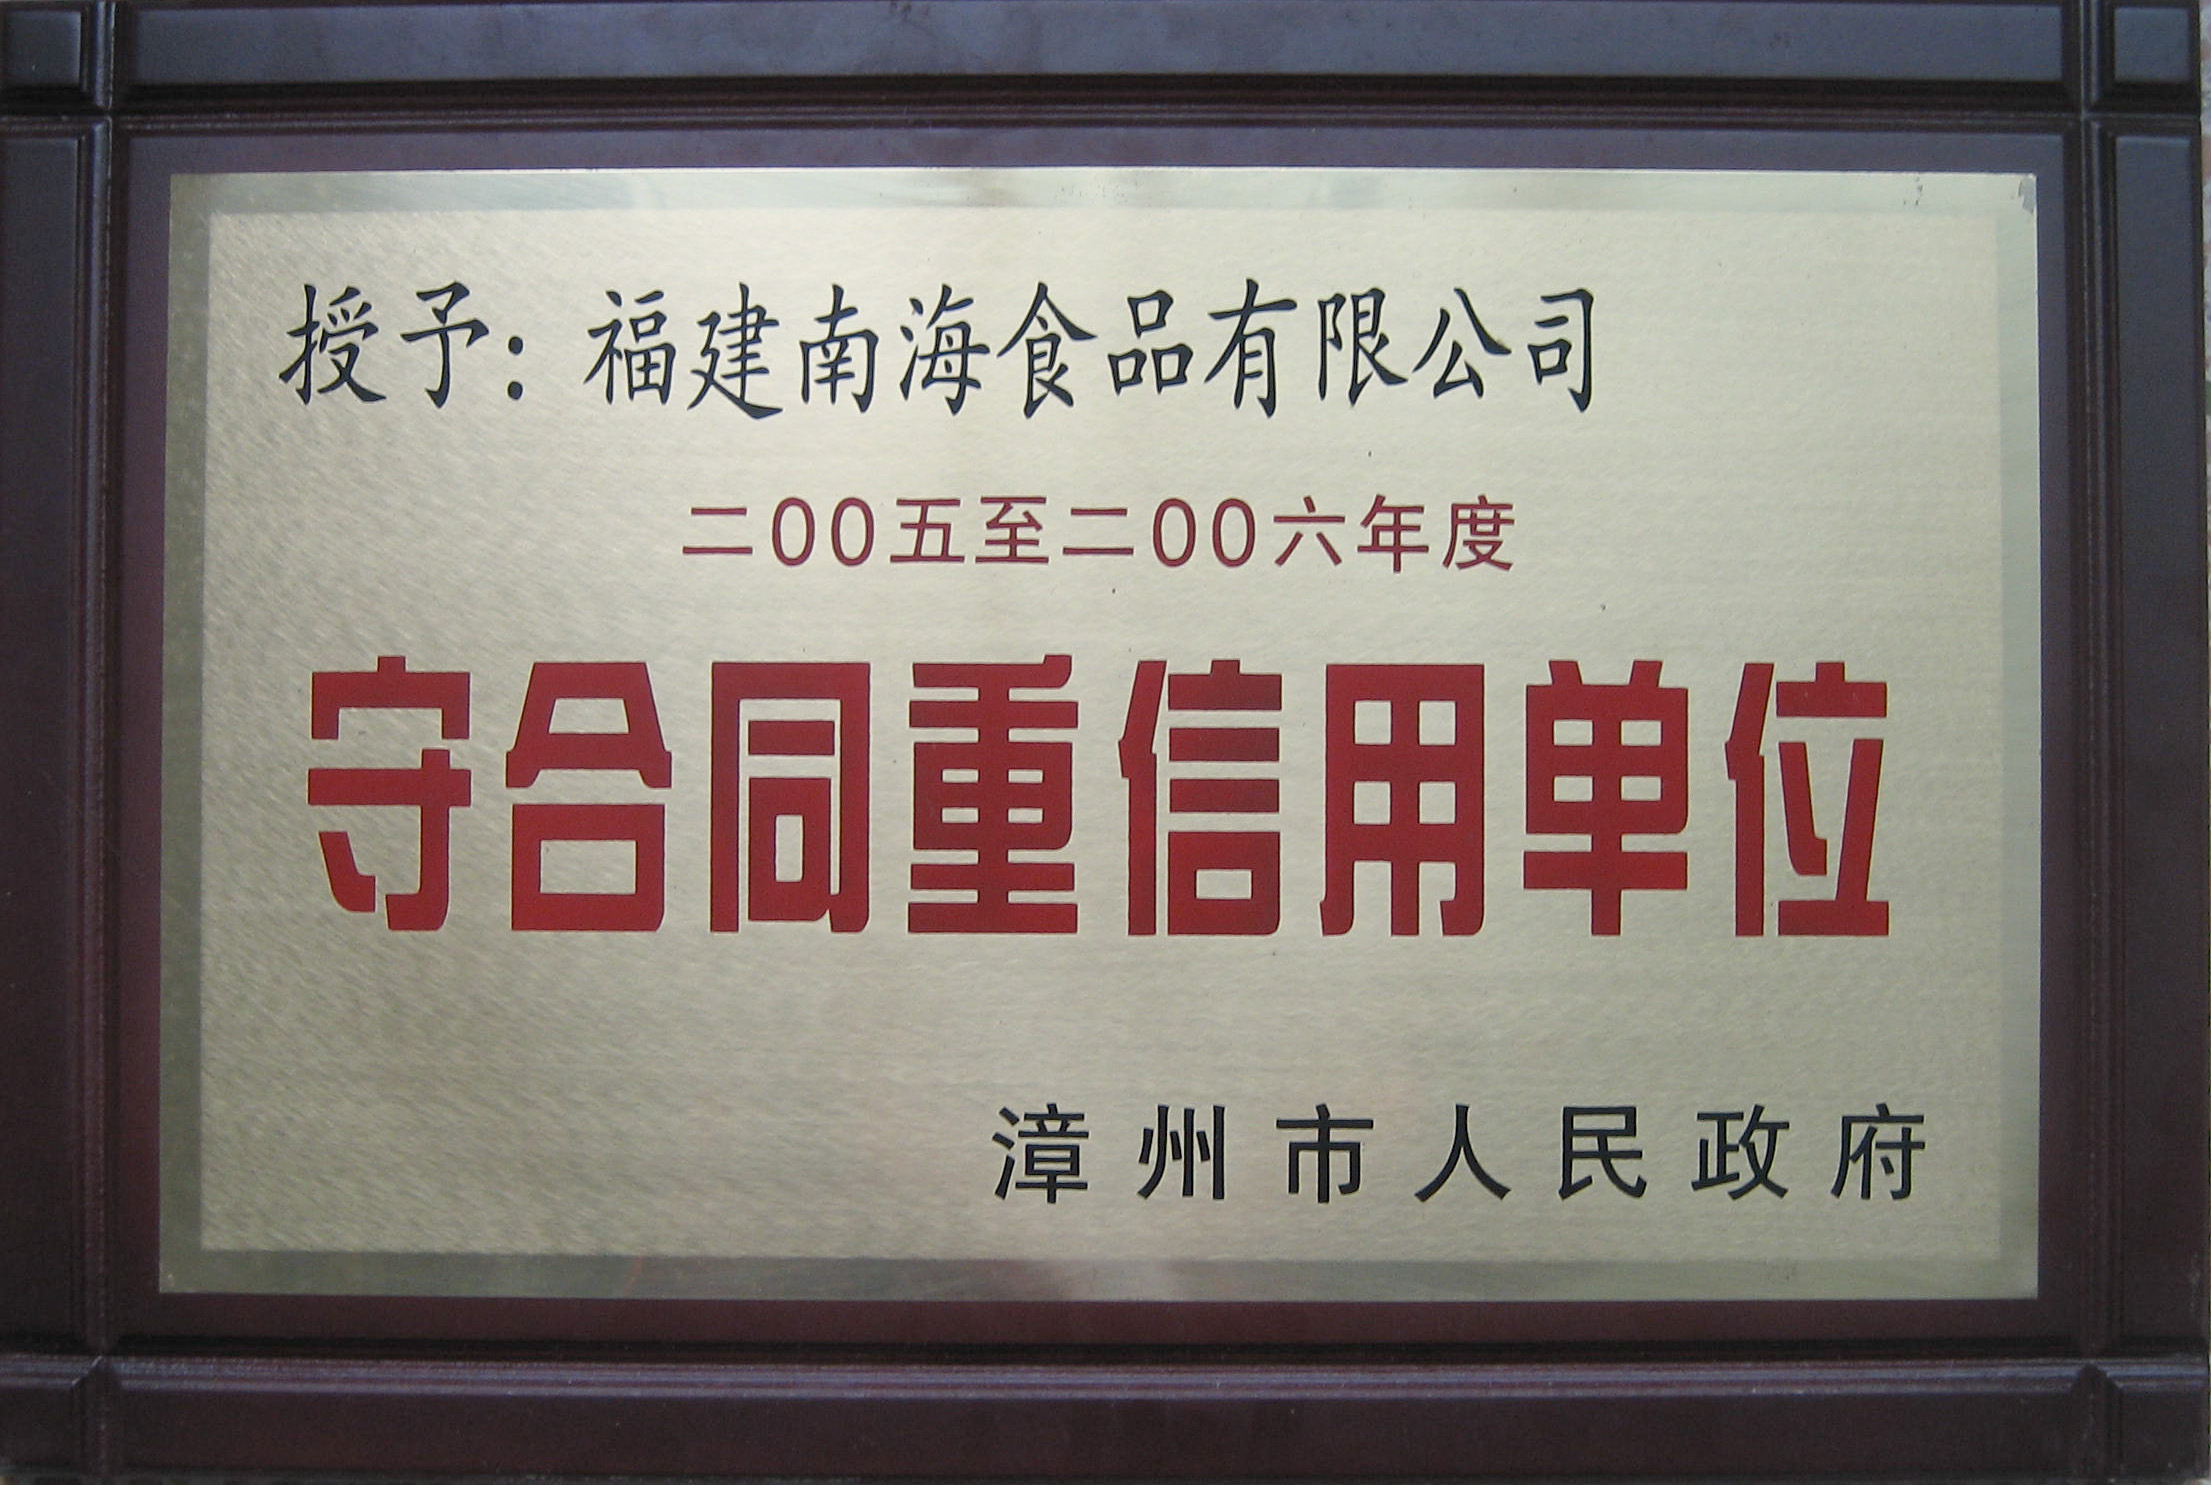 授予：福建南海食品有限公司
二00五至二00六年度
守合同重信用单位
漳州市人民政府